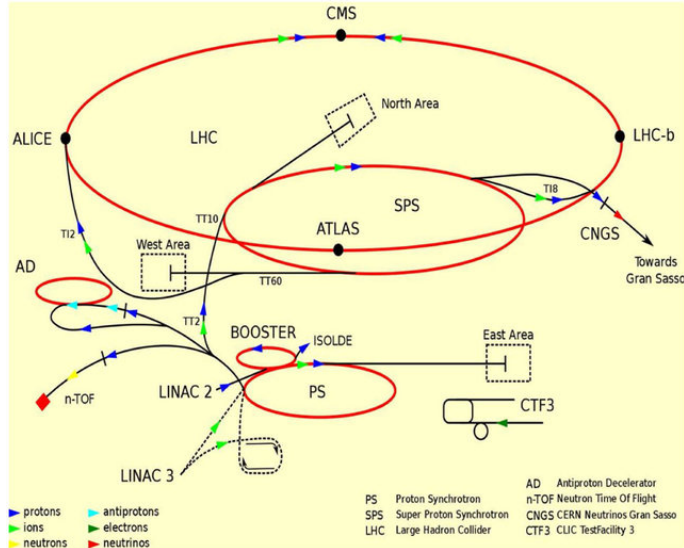 CMS
North Area
ALICE
LHC
LHC-b
TT10
SPS
TI8
TI2
West Area
ATLAS
CNGS
AD
TT60
Towards
Gran Sasso
TT2
BOOSTER
ISOLDE
East Area
LINAC 2
n-TOF
PS
CTF3
LINAC 3
protons
ions
neutrons
antiprotons
electrons
neutrinos
PS Proton Synchrotron
SPS Super Proton Synchrotron
LHC Large Hadron Collider
AD Antiproton Decelerator
n-TOF Neutron Time Of Flight
CNGS CERN Neutrinos Gran Sasso
CTF3 CLIC TestFacility 3